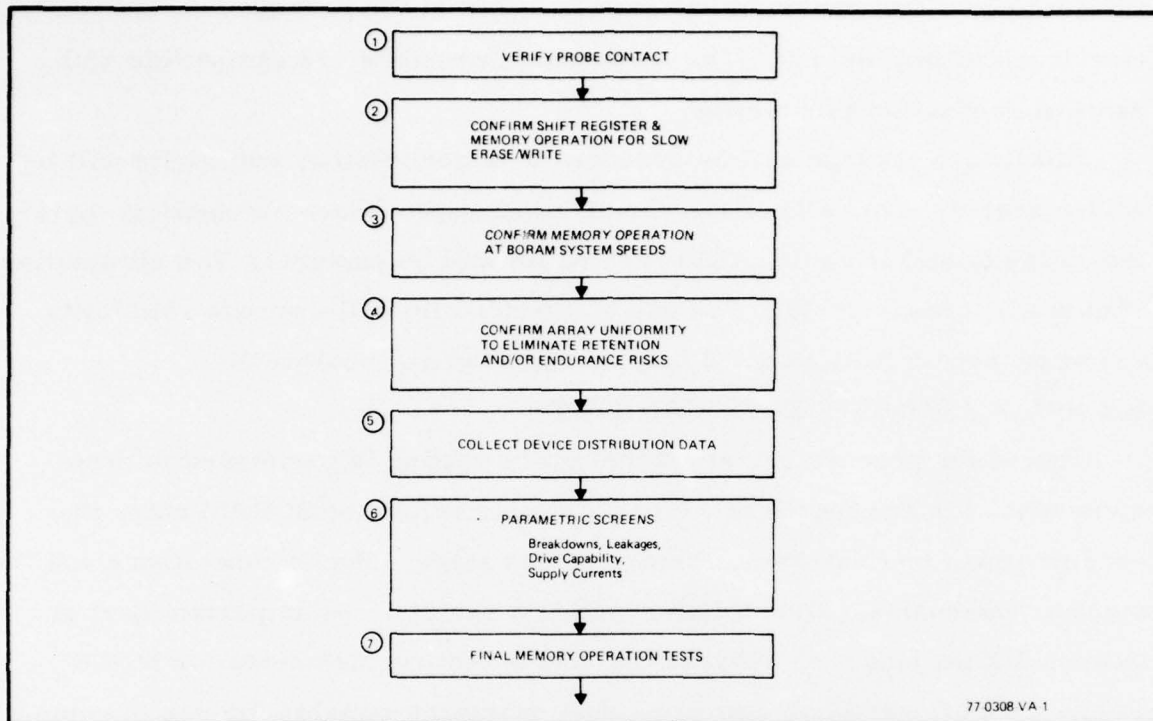 1
VERIFY PROBE CONTACT
2
CONFIRM SHIFT REGISTER &
MEMORY OPERATION FOR SLOW
ERASE/WRITE
3
CONFIRM MEMORY OPERATION
AT BORAM SYSTEM SPEEDS
4
CONFIRM ARRAY UNIFORMITY
TO ELIMINATE RETENTION
AND/OR ENDURANCE RISKS
5
COLLECT DEVICE DISTRIBUTION DATA
6
PARAMETRIC SCREENS
Breakdowns, Leakages,
Drive Capability,
Supply Currents
7
FINAL MEMORY OPERATION TESTS
77-0308-VA-1